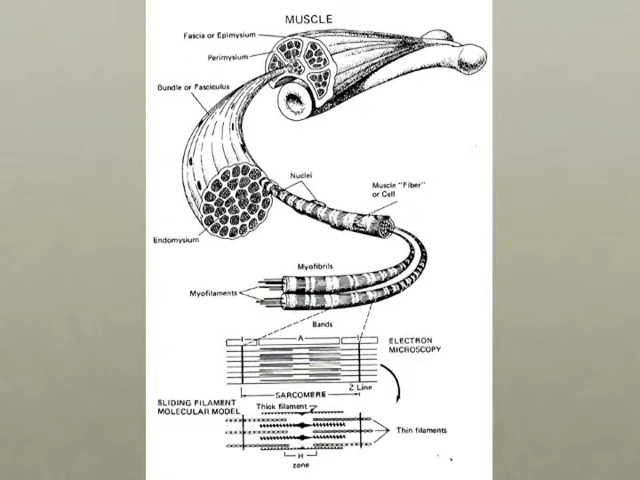 MUSCLE
Fascia or Epimysium
Perimysium
Bundle or Fasciculus
Nuclei
Muscle "Fiber"
or Cell
Endomysium
Myofibrils
Myofilaments
Bands
I A I
ELECTRON
MICROSCOPY
Z Line
SARCOMERE
SLIDING FILAMENT
MOLECULAR MODEL
Thick filament
Thin filaments
H
zone